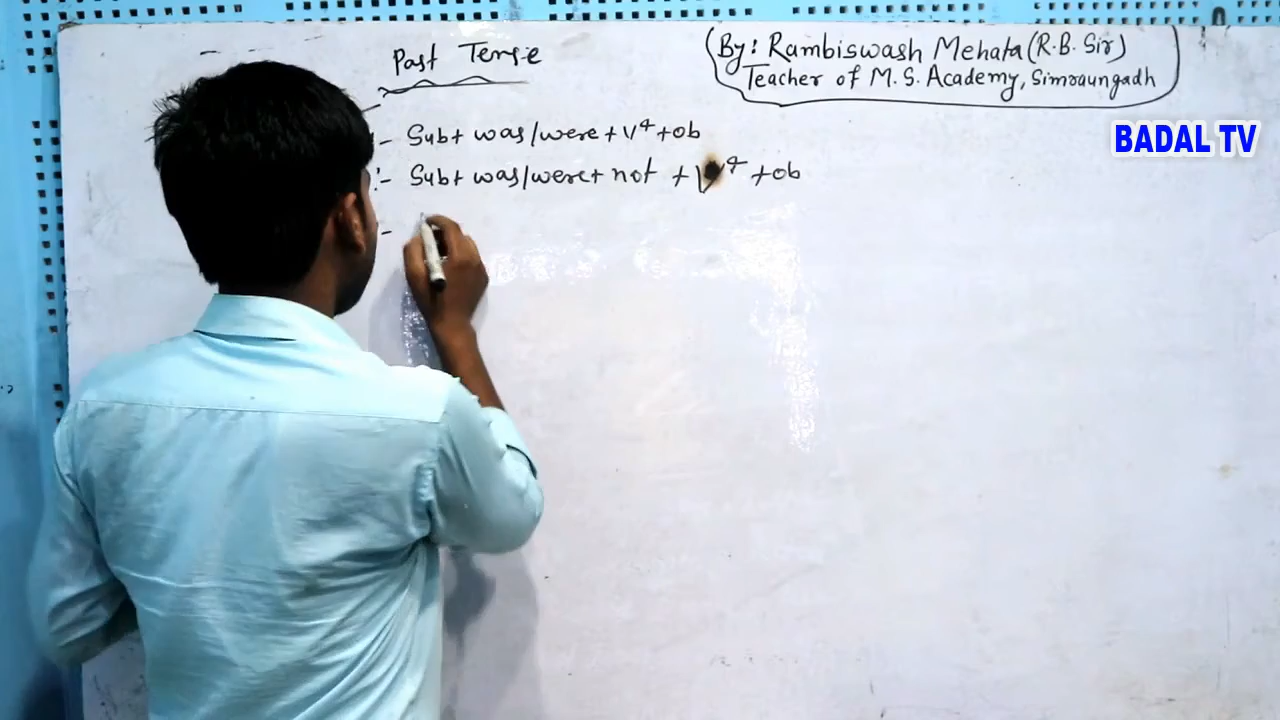 Past Tense
By: Rambiswash Mehata (R.B. Sir)
Teacher of M. S. Academy, Simraungadh
BADAL TV
:- Sub+ was/were + V⁴ + ob
:- Sub+ was/were+ not + V⁴ + ob
-